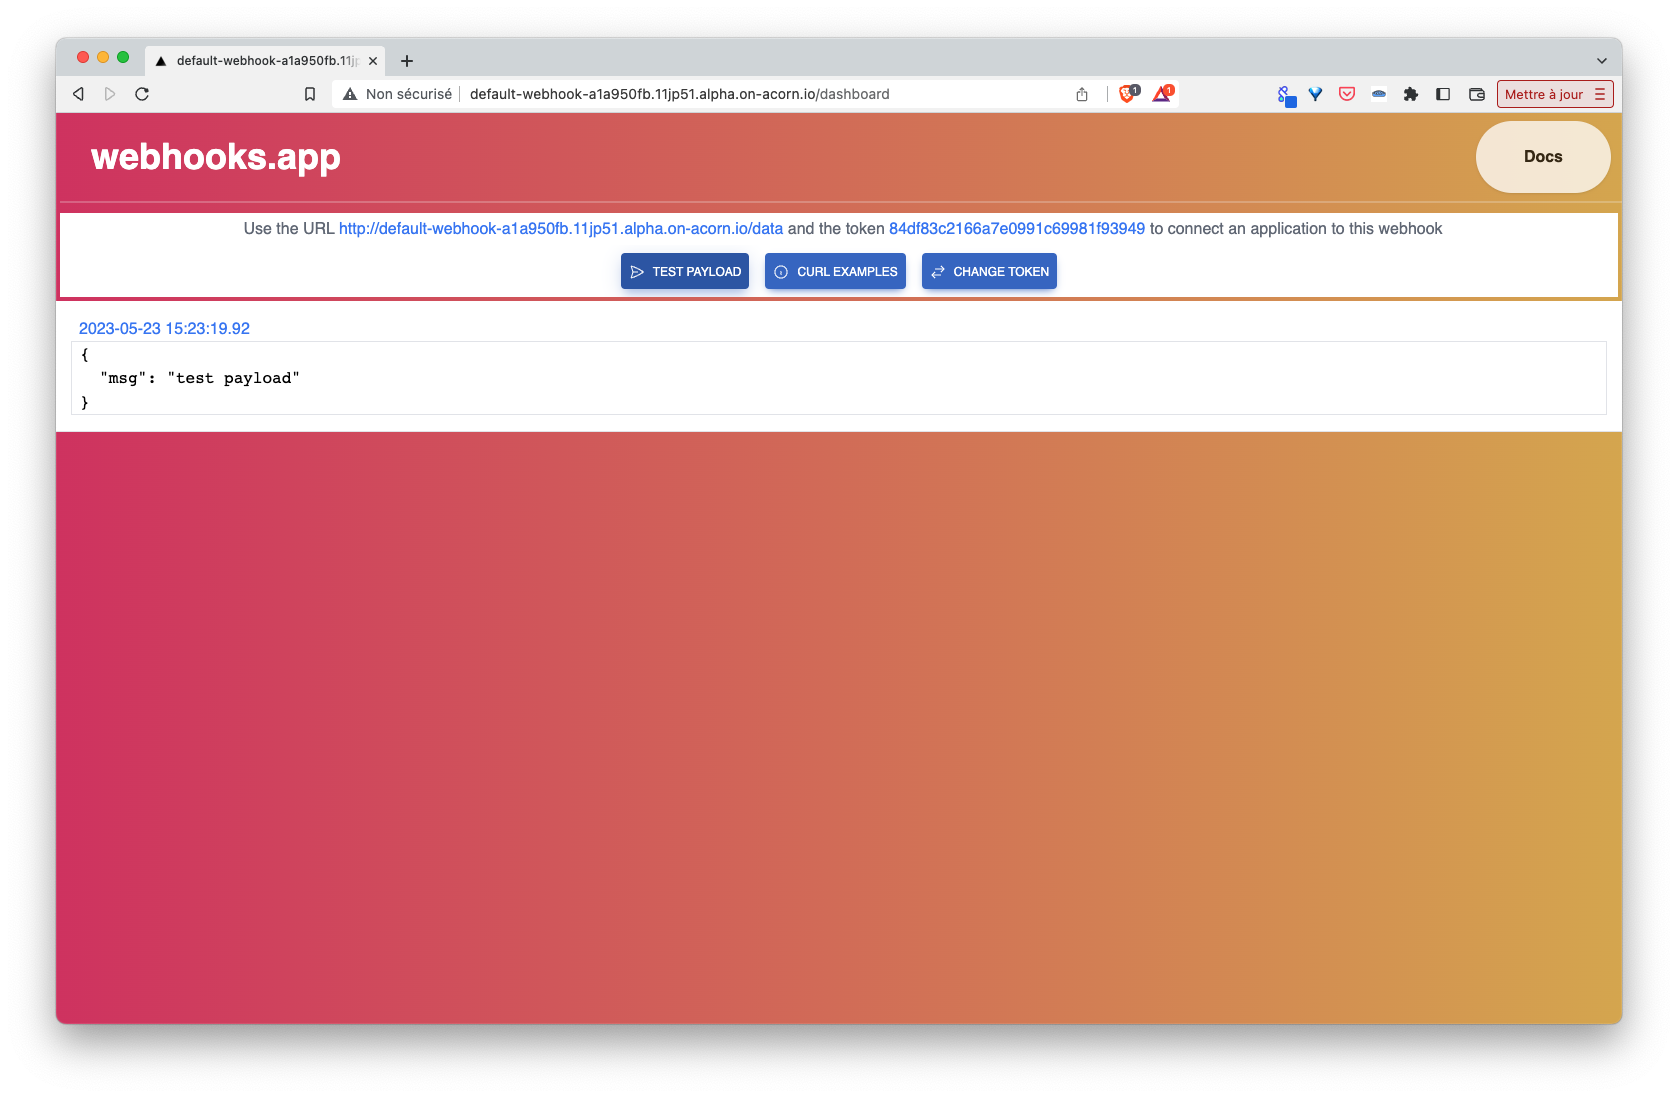 default-webhook-a1a950fb.11jp
Non sécurisé default-webhook-a1a950fb.11jp51.alpha.on-acorn.io/dashboard 1 1 Mettre à jour
webhooks.app
Docs
Use the URL http://default-webhook-a1a950fb.11jp51.alpha.on-acorn.io/data and the token 84df83c2166a7e0991c69981f93949 to connect an application to this webhook
TEST PAYLOAD CURL EXAMPLES CHANGE TOKEN
2023-05-23 15:23:19.92
{
"msg": "test payload"
}